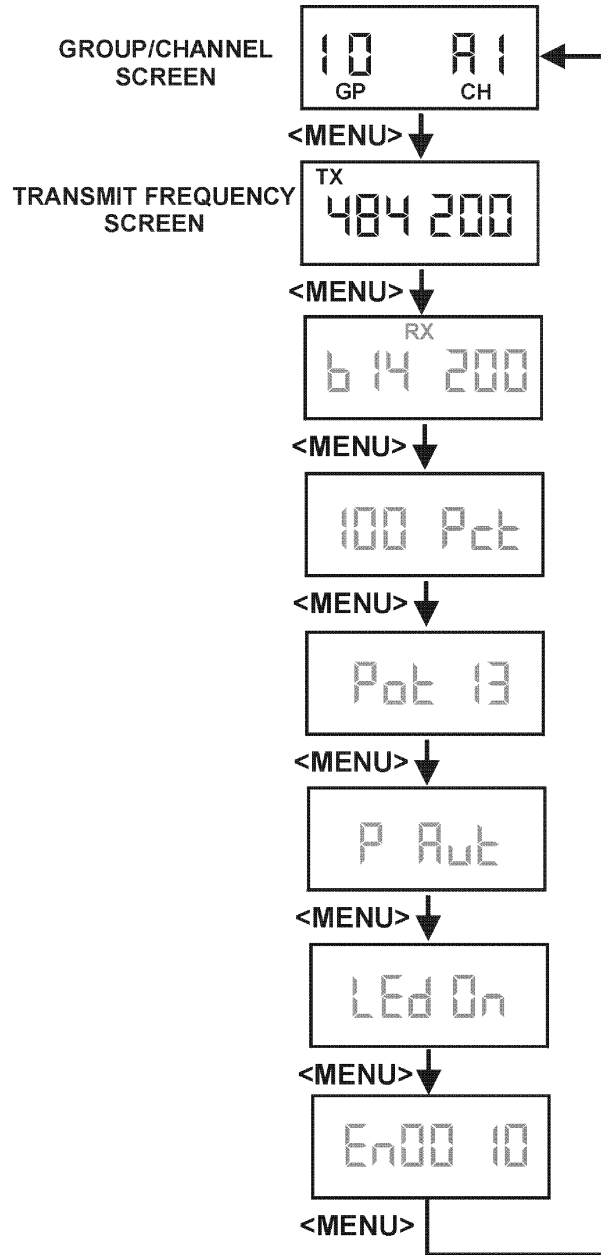 GROUP/CHANNEL
SCREEN
10 A1
GP CH
<MENU>
TRANSMIT FREQUENCY
SCREEN
TX
484 200
<MENU>
RX
b14 200
<MENU>
100 Pct
<MENU>
Pot 13
<MENU>
P Aut
<MENU>
LEd On
<MENU>
En00 10
<MENU>